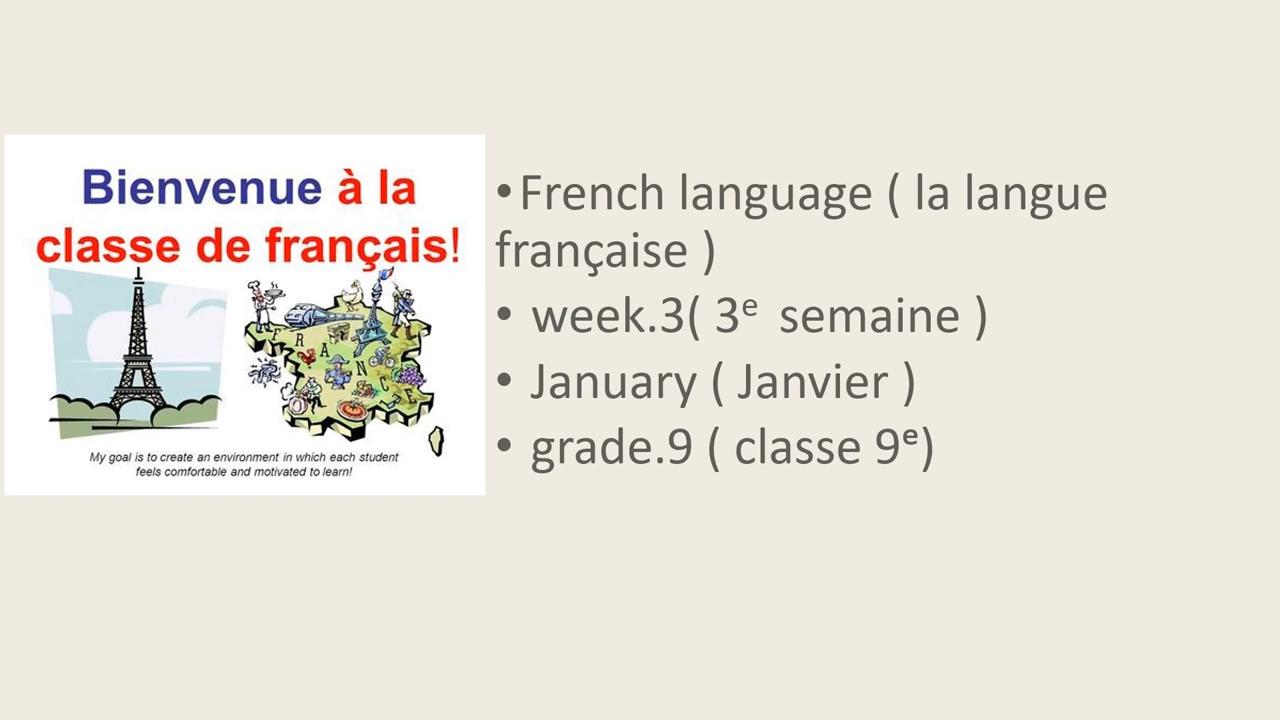 Bienvenue à la
classe de français!
FRANCE
My goal is to create an environment in which each student
feels comfortable and motivated to learn!
•French language ( la langue
française )
• week.3( 3ᵉ semaine )
• January ( Janvier )
• grade.9 ( classe 9ᵉ)